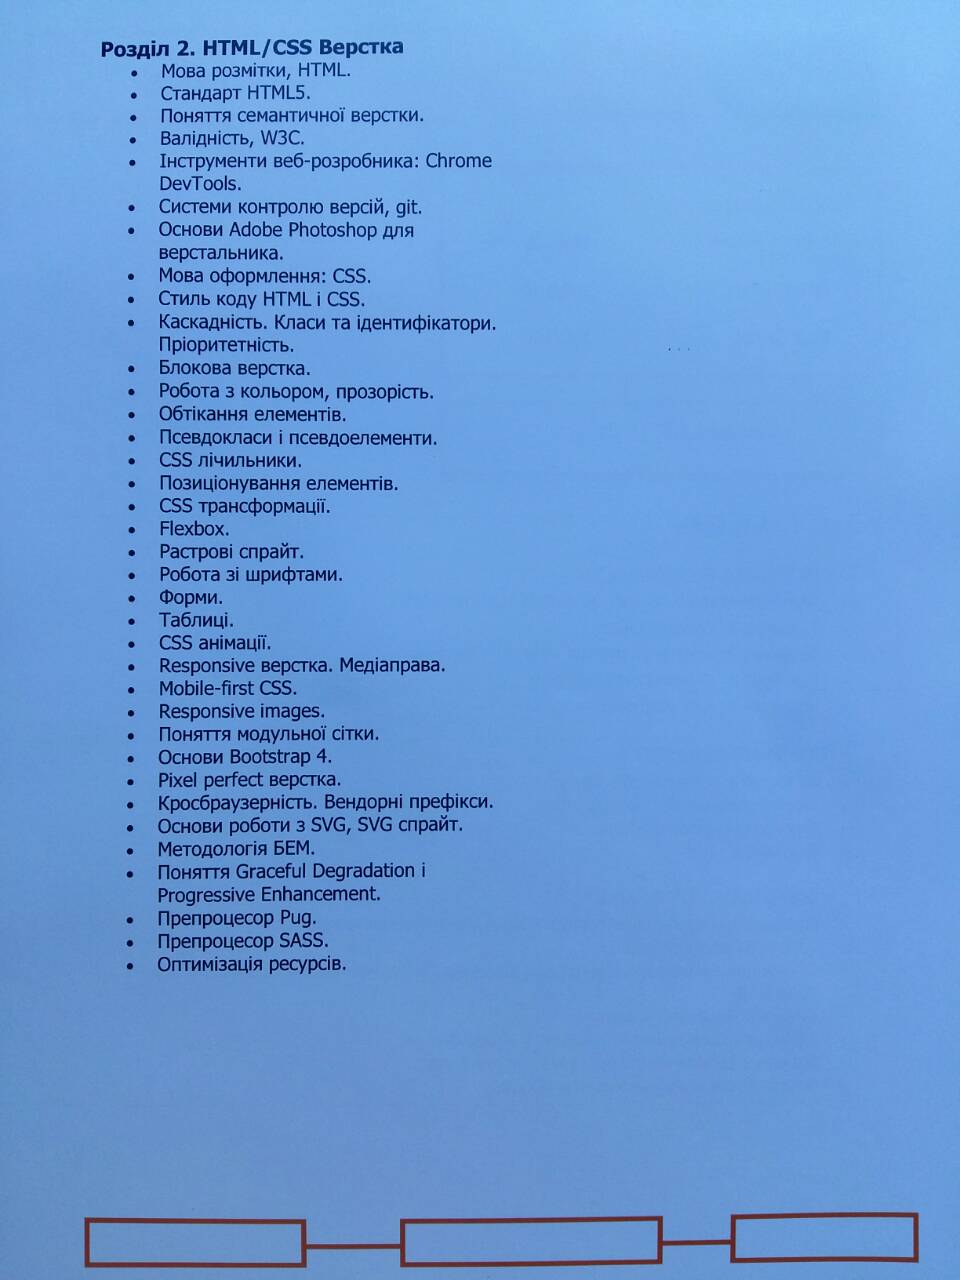 Розділ 2. HTML/CSS Верстка
• Мова розмітки, HTML.
• Стандарт HTML5.
• Поняття семантичної верстки.
• Валідність, W3C.
• Інструменти веб-розробника: Chrome
DevTools.
• Системи контролю версій, git.
• Основи Adobe Photoshop для
верстальника.
• Мова оформлення: CSS.
• Стиль коду HTML і CSS.
• Каскадність. Класи та ідентифікатори.
Пріоритетність.
• Блокова верстка.
• Робота з кольором, прозорість.
• Обтікання елементів.
• Псевдокласи і псевдоелементи.
• CSS лічильники.
• Позиціонування елементів.
• CSS трансформації.
• Flexbox.
• Растрові спрайт.
• Робота зі шрифтами.
• Форми.
• Таблиці.
• CSS анімації.
• Responsive верстка. Медіаправа.
• Mobile-first CSS.
• Responsive images.
• Поняття модульної сітки.
• Основи Bootstrap 4.
• Pixel perfect верстка.
• Кросбраузерність. Вендорні префікси.
• Основи роботи з SVG, SVG спрайт.
• Методологія БЕМ.
• Поняття Graceful Degradation і
Progressive Enhancement.
• Препроцесор Pug.
• Препроцесор SASS.
• Оптимізація ресурсів.